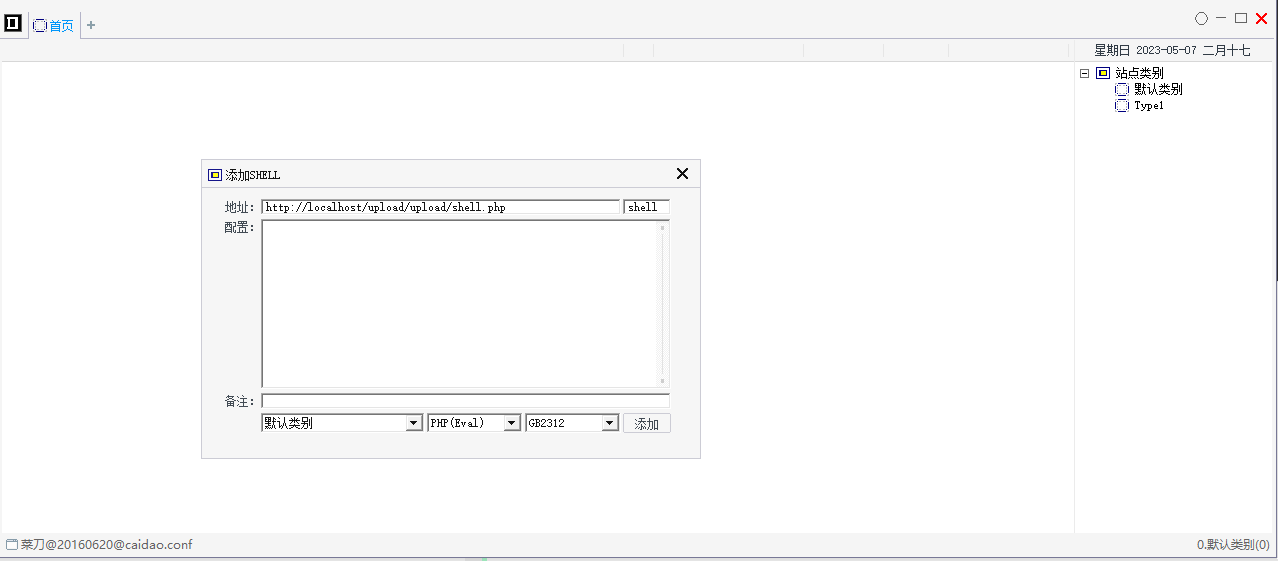 首页 +
星期日 2023-05-07 二月十七
站点类别
默认类别
Type1
添加SHELL
地址: http://localhost/upload/upload/shell.php shell
配置:
备注:
默认类别 PHP(Eval) GB2312 添加
菜刀@20160620@caidao.conf 0.默认类别(0)